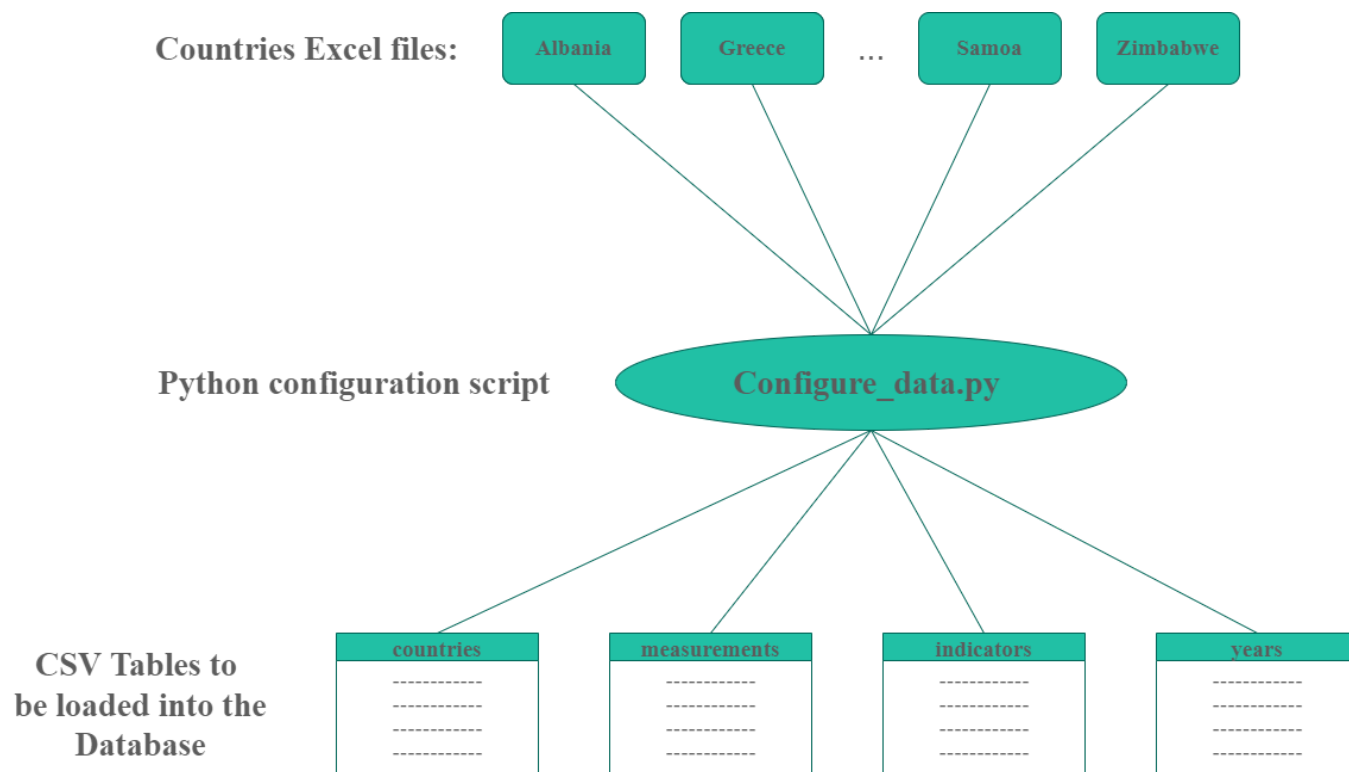 Countries Excel files:
Albania
Greece
...
Samoa
Zimbabwe
Python configuration script
Configure_data.py
CSV Tables to
be loaded into the
Database
countries
-----------
-----------
-----------
-----------
measurements
-----------
-----------
-----------
-----------
indicators
-----------
-----------
-----------
-----------
years
-----------
-----------
-----------
-----------